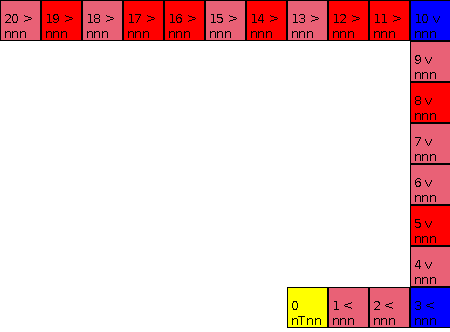 20 > 19 > 18 > 17 > 16 > 15 > 14 > 13 > 12 > 11 > 10 v
nnn nnn nnn nnn nnn nnn nnn nnn nnn nnn nnn
9 v
nnn
8 v
nnn
7 v
nnn
6 v
nnn
5 v
nnn
4 v
nnn
0 1 < 2 < 3 <
nTnn nnn nnn nnn